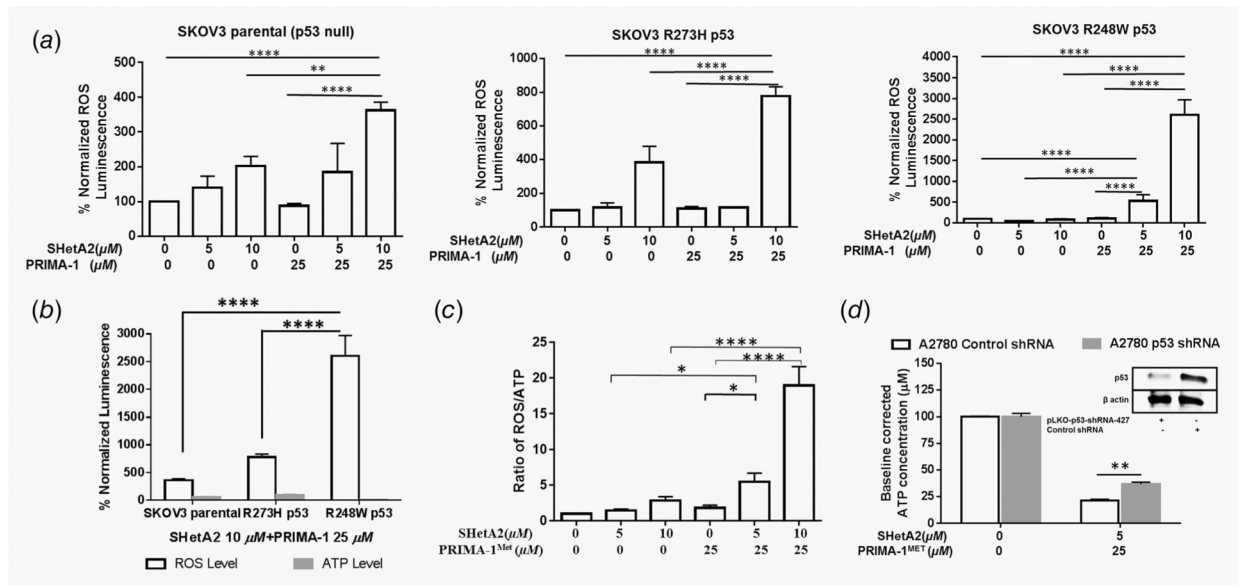 (a)
SKOV3 parental (p53 null)
****
**
****
% Normalized ROS
Luminescencce
500
400
300
200
100
0
SHetA2(μM) 0 5 10 0 5 10
PRIMA-1 (μM) 0 0 0 25 25 25
SKOV3 R273H p53
****
****
****
% Normalized ROS
Luminescencce
1000
800
600
400
200
0
0 5 10 0 5 10
0 0 0 25 25 25
SKOV3 R248W p53
****
****
****
****
****
****
% Normalized ROS
Luminescencce
4000
3500
3000
2500
2000
1500
1000
500
0
SHetA2(μM) 0 5 10 0 5 10
PRIMA-1 (μM) 0 0 0 25 25 25
(b)
****
****
% Normalized Luminescence
3000
2500
2000
1500
1000
500
0
SKOV3 parental R273H p53 R248W p53
SHetA2 10 μM+PRIMA-1 25 μM
ROS Level ATP Level
(c)
****
****
*
*
Ratio of ROS/ATP
25
20
15
10
5
0
SHetA2(μM) 0 5 10 0 5 10
PRIMA-1Met(μM) 0 0 0 25 25 25
(d)
A2780 Control shRNA A2780 p53 shRNA
Baseline corrected
ATP concentration (μM)
150
125
100
75
50
25
0
p53
β actin
pLKO-p53-shRNA-427 + -
Control shRNA - +
**
SHetA2(μM) 0 5
PRIMA-1MET(μM) 0 25